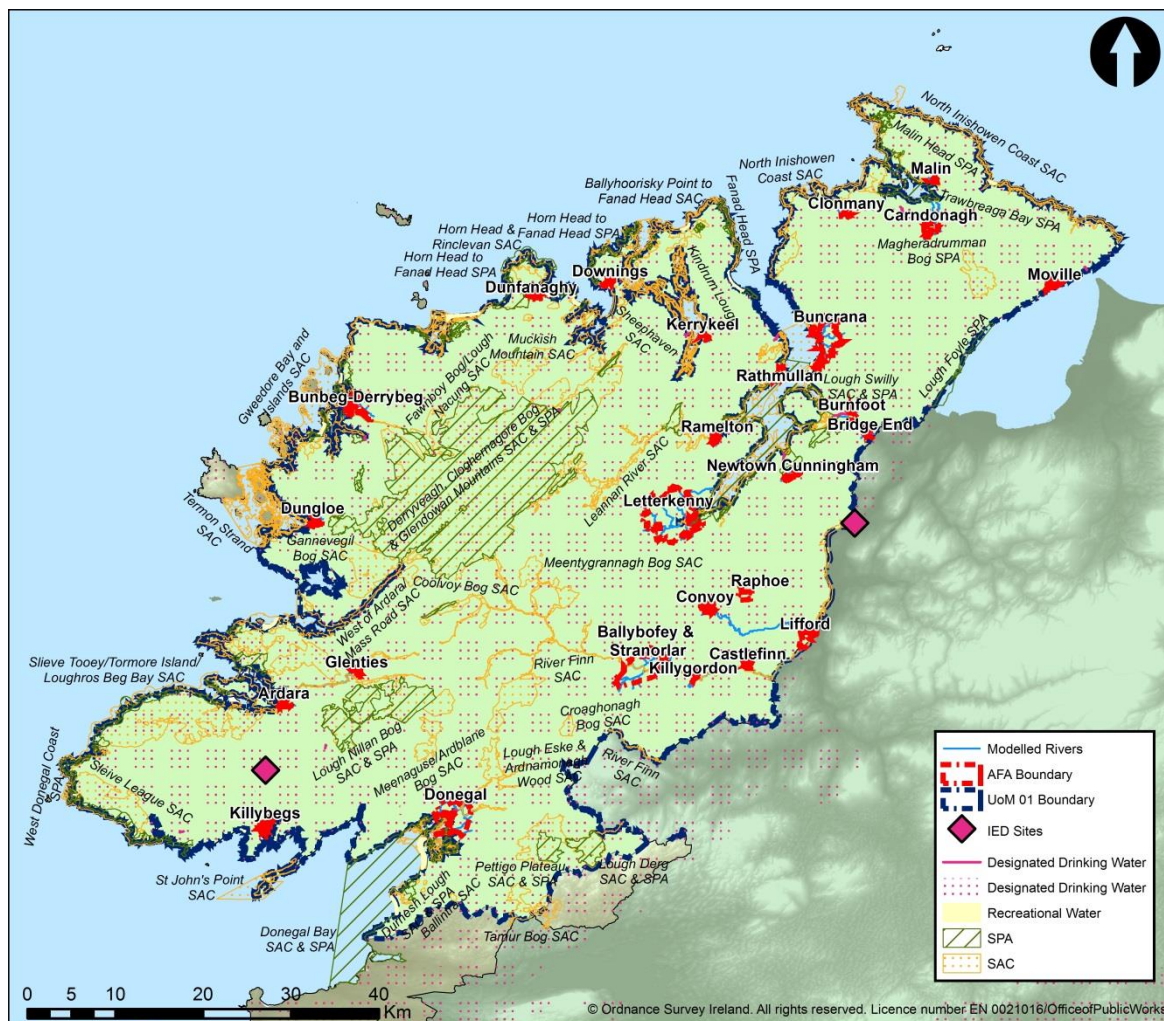 North Inishowen Coast SAC
Malin Head SPA
North Inishowen
Coast SAC
Malin
Trawbreaga Bay SPA
Ballyhoorisky Point to
Fanad Head SAC
Fanad Head SPA
Clonmany
Carndonagh
Horn Head to
Fanad Head SPA
Horn Head &
Rinclevan SAC
Magheradrumman
Bog SPA
Horn Head to
Fanad Head SPA
Downings
Dunfanaghy
Kindrum Lough
Moville
Sheephaven
SAC
Kerrykeel
Buncrana
Muckish
Mountain SAC
Lough Foyle SPA
Gweedore Bay and
Islands SAC
Fawnboy Bog/Lough
Nacung SAC
Rathmullan
Lough Swilly
SAC & SPA
Bunbeg Derrybeg
Burnfoot
Bridge End
Derryveagh, Cloghernagore Bog
& Glendowan Mountains SAC & SPA
Ramelton
Leannan River SAC
Newtown Cunningham
Letterkenny
Termon Strand
SAC
Dungloe
Gannevegil
Bog SAC
Meentygrannagh Bog SAC
Coolvoy Bog SAC
West of Ardara/
Mass Road SAC
Raphoe
Convoy
Lifford
Ballybofey &
Stranorlar
Castlefinn
Killygordon
Slieve Tooey/Tormore Island/
Loughros Beg Bay SAC
Glenties
River Finn
SAC
Ardara
Croaghonagh
Bog SAC
Lough Nillan Bog
SAC & SPA
Meenaguse/Ardbane
Bog SAC
Lough Eske &
Ardnamonagh
Wood SAC
River Finn
SAC
West Donegal Coast
SPA
Sleive League SAC
Killybegs
Donegal
St John's Point
SAC
Pettigo Plateau
SAC & SPA
Lough Derg
SAC & SPA
Durnesh Lough
SAC & SPA
Ballintra SAC
Donegal Bay
SAC & SPA
Tamur Bog SAC
Modelled Rivers
AFA Boundary
UoM 01 Boundary
IED Sites
Designated Drinking Water
Designated Drinking Water
Recreational Water
SPA
SAC
0 5 10 20 30 40
Km
© Ordnance Survey Ireland. All rights reserved. Licence number EN 0021016/OfficeofPublicWorks